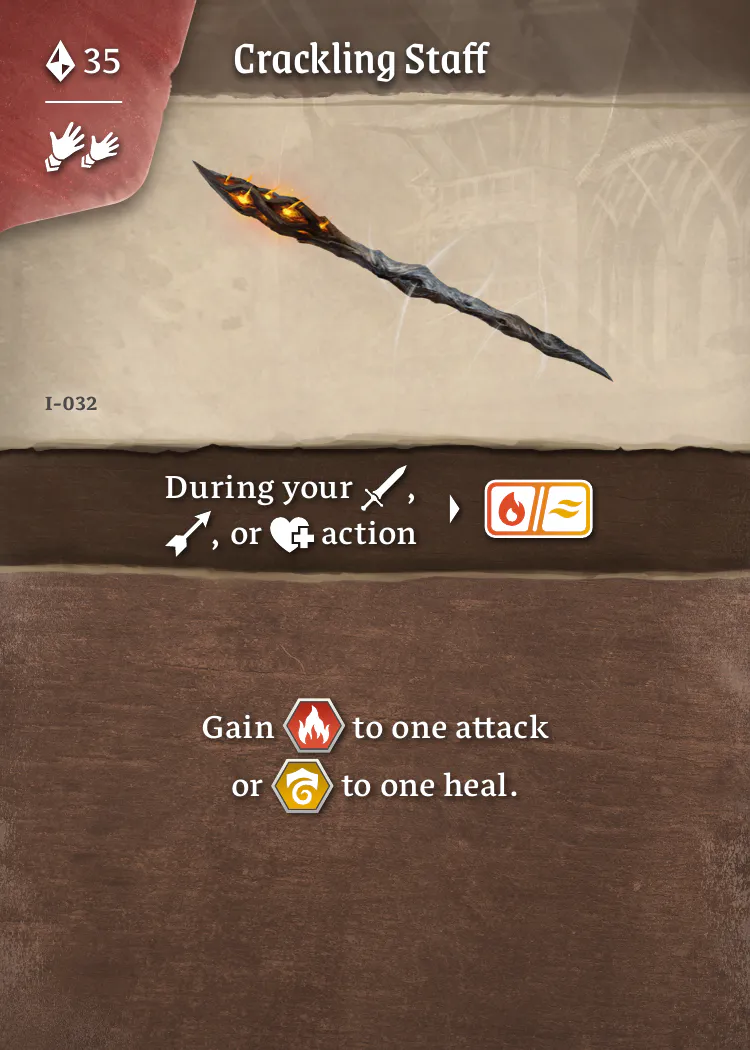 35
Crackling Staff
I-032
During your ,
, or action
Gain to one attack
or to one heal.